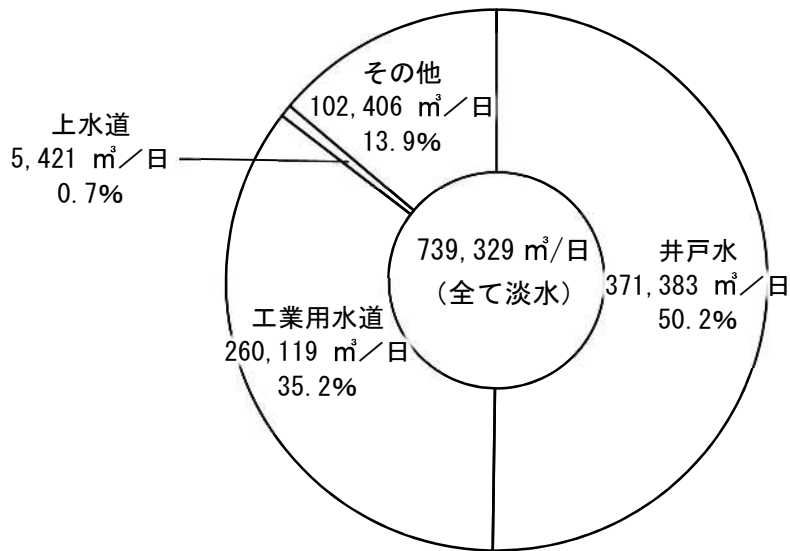 その他
102,406 ㎥／日
13.9%
上水道
5,421 ㎥／日
0.7%
739,329 ㎥/日
（全て淡水）
井戸水
371,383 ㎥／日
50.2%
工業用水道
260,119 ㎥／日
35.2%